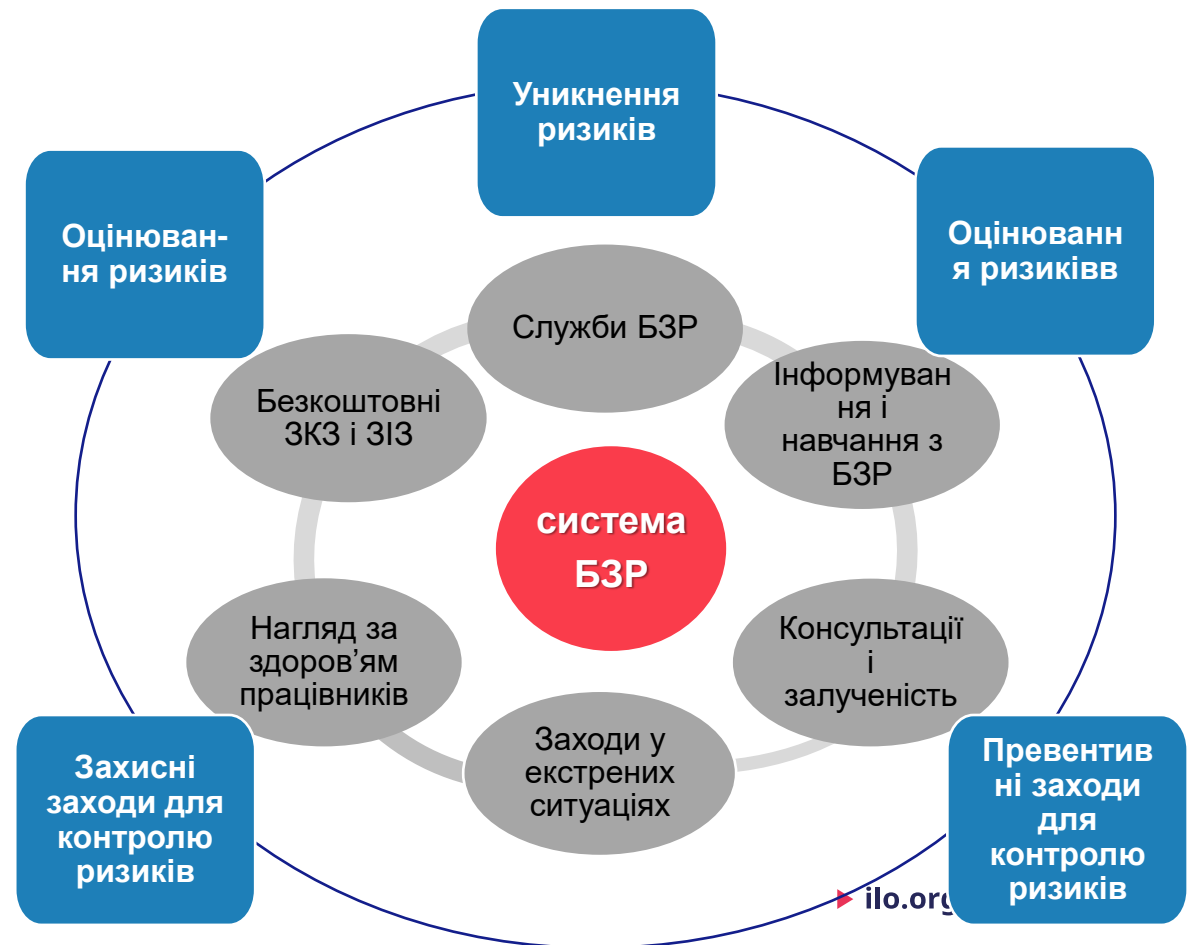 Уникнення
ризиків
Оцінюван-
ня ризиків
Оцінюванн
я ризиківв
Служби БЗР
Безкоштовні
ЗКЗ і ЗІЗ
Інформуван
ня і
навчання з
БЗР
система
БЗР
Нагляд за
здоров’ям
працівників
Консультації
і
залученість
Заходи у
екстрених
ситуаціях
Захисні
заходи для
контролю
ризиків
Превентив
ні заходи
для
контролю
ризиків
ilo.org